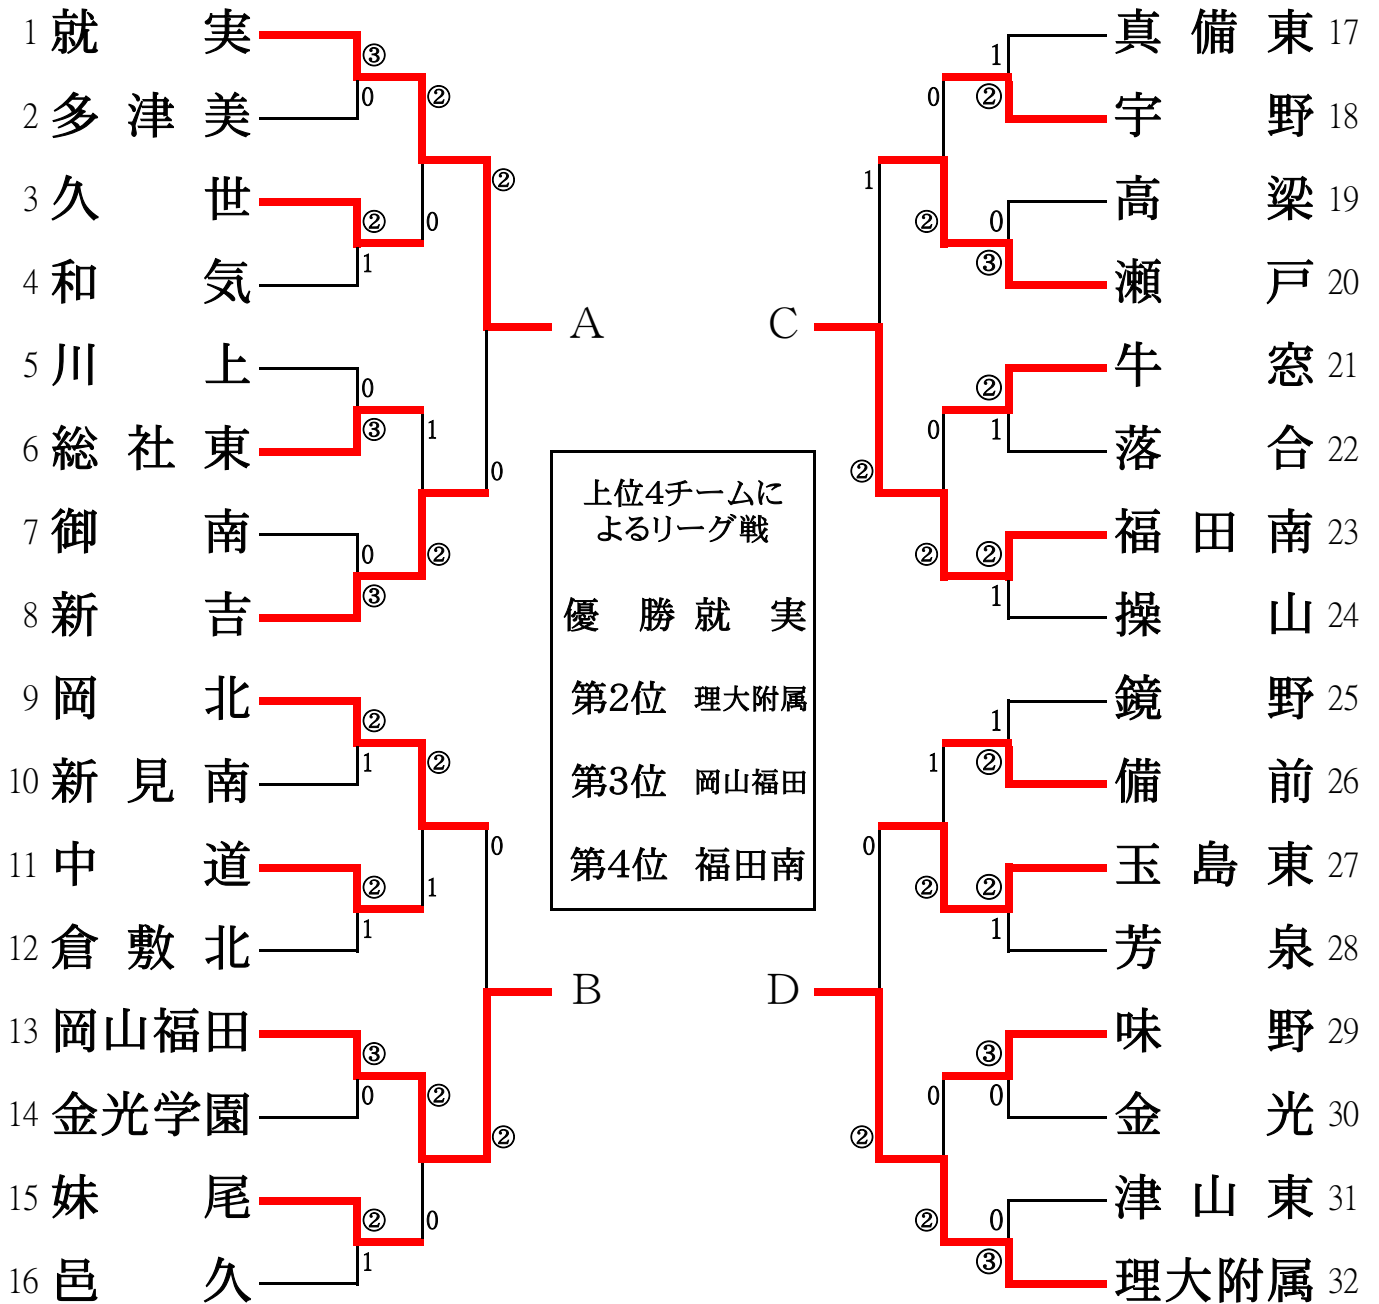 1 就実
③
0
2 多津美
②
3 久世
②
1
4 和気
0
②
5 川上
0
③
6 総社東
1
7 御南
0
③
8 新吉
②
0
A
9 岡北
②
1
10 新見南
②
11 中道
②
1
12 倉敷北
1
0
13 岡山福田
③
0
14 金光学園
②
15 妹尾
②
1
16 邑久
0
②
B
上位4チームに
よるリーグ戦
優勝 就実
第2位 理大附属
第3位 岡山福田
第4位 福田南
C
真備東 17
1
②
宇野 18
0
高梁 19
0
③
瀬戸 20
②
1
牛窓 21
②
1
落合 22
0
福田南 23
②
1
操山 24
②
②
D
鏡野 25
1
②
備前 26
1
玉島東 27
②
1
芳泉 28
②
0
味野 29
③
0
金光 30
0
津山東 31
0
③
理大附属 32
②
②